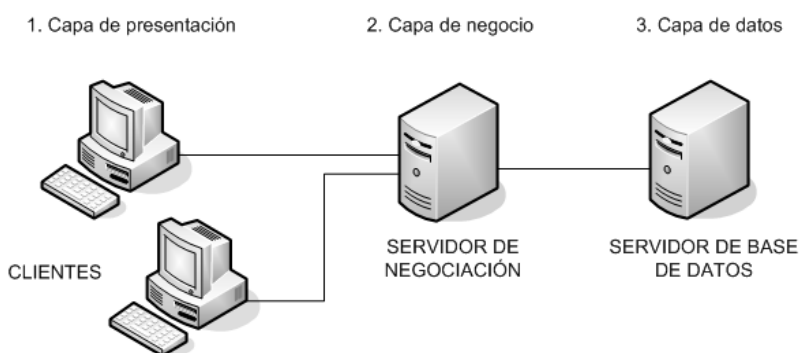 1. Capa de presentación
2. Capa de negocio
3. Capa de datos
CLIENTES
SERVIDOR DE
NEGOCIACIÓN
SERVIDOR DE BASE
DE DATOS